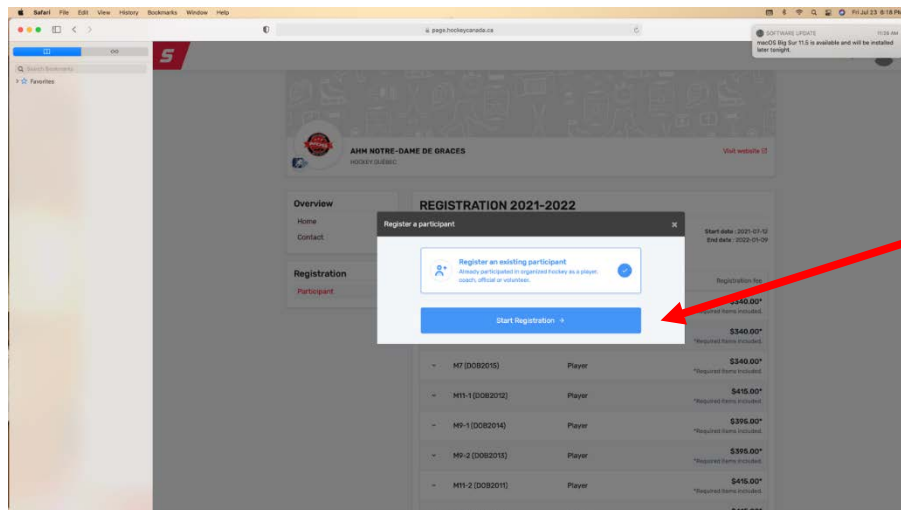 Safari File Edit View History Bookmarks Window Help
Fri Jul 23 8:18 PM
page.hockeycanada.ca
SOFTWARE UPDATE 11:26 AM
macOS Big Sur 11.5 is available and will be installed
later tonight.
Search Bookmarks
Favorites
AHM NOTRE-DAME DE GRACES
HOCKEY QUÉBEC
Visit website
Overview
Home
Contact
Registration
Participant
REGISTRATION 2021-2022
Start date : 2021-07-12
End date : 2022-01-09
Register a participant
Register an existing participant
Already participated in organized hockey as a player,
coach, official or volunteer.
Start Registration
Registration fee
$340.00*
*Required items included.
$340.00*
*Required items included.
M7 (DOB2015) Player $340.00*
*Required items included.
M11-1 (DOB2012) Player $415.00*
*Required items included.
M9-1 (DOB2014) Player $395.00*
*Required items included.
M9-2 (DOB2013) Player $395.00*
*Required items included.
M11-2 (DOB2011) Player $415.00*
*Required items included.